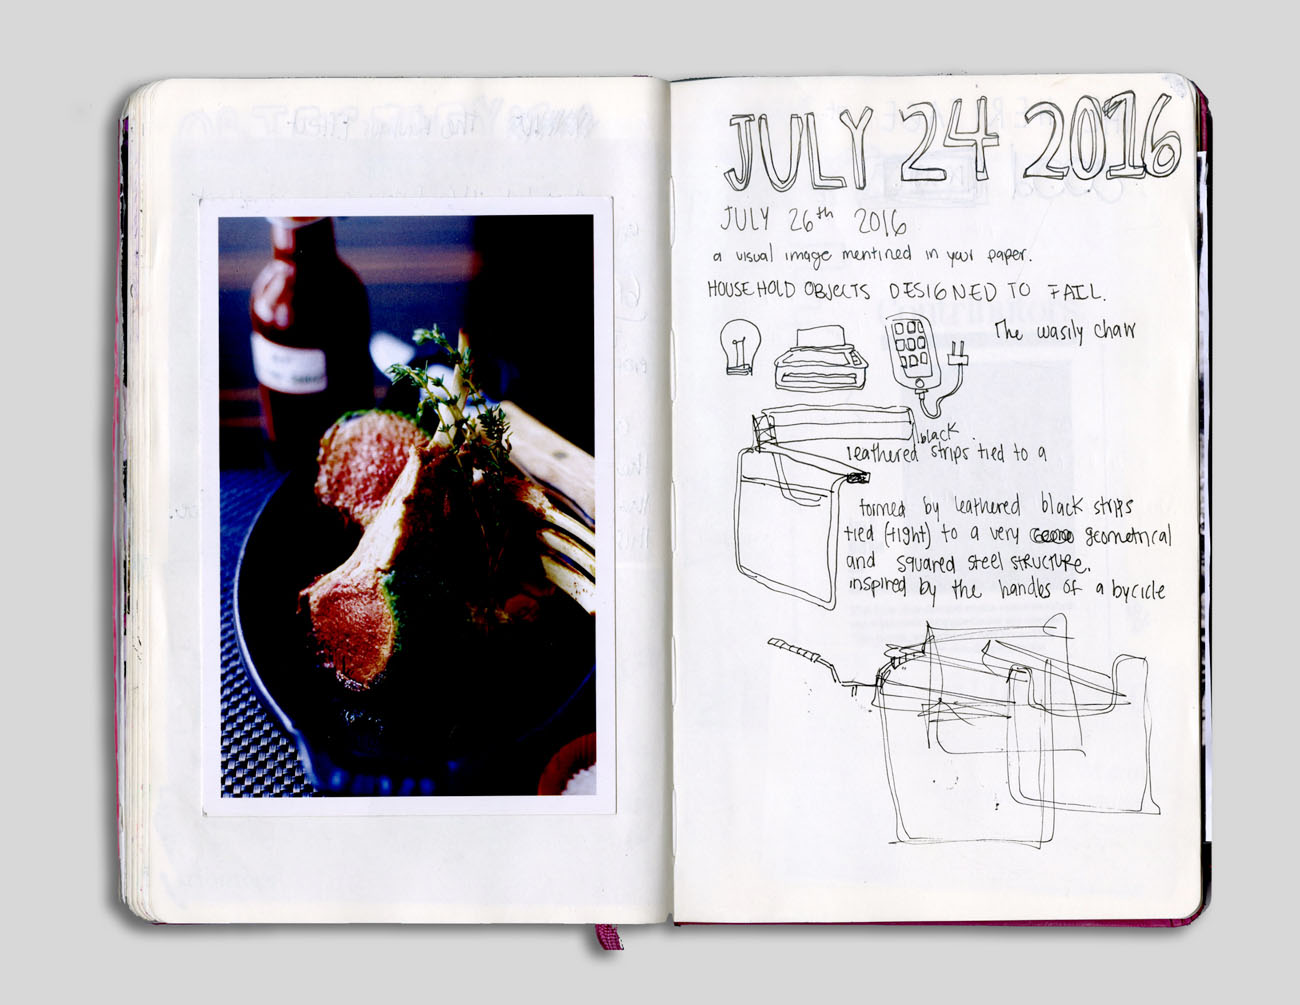 JULY 24 2016
JULY 26th 2016
a visual image mentined in your paper.
HOUSEHOLD OBJECTS DESIGNED TO FAIL.
The wasily chair
black
leathered strips tied to a
formed by leathered black strips
tied (tight) to a very geometrical
and squared steel structure.
inspired by the handles of a bycicle